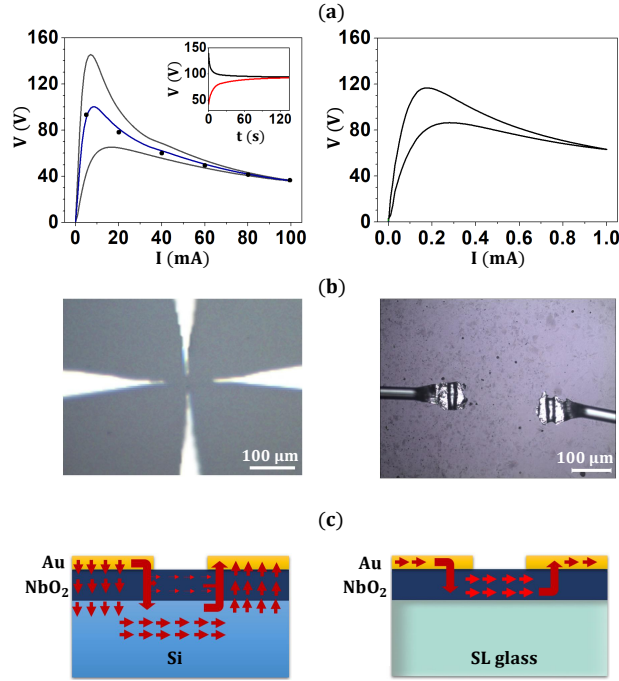 (a)
160
120
80
40
0
V (V)
0 20 40 60 80 100
I (mA)
150
100
50
V (V)
0 60 120
t (s)
160
120
80
40
0
V (V)
0.0 0.2 0.4 0.6 0.8 1.0
I (mA)
(b)
100 μm
100 μm
(c)
Au
NbO₂
Si
Au
NbO₂
SL glass